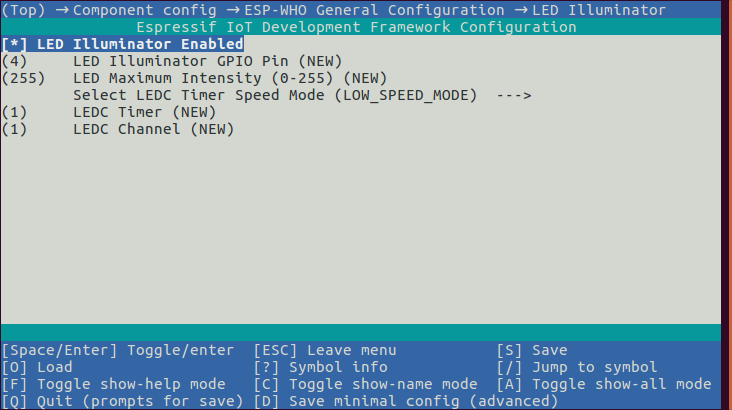 (Top) → Component config → ESP-WHO General Configuration → LED Illuminator
Espressif IoT Development Framework Configuration
[*] LED Illuminator Enabled
(4) LED Illuminator GPIO Pin (NEW)
(255) LED Maximum Intensity (0-255) (NEW)
Select LEDC Timer Speed Mode (LOW_SPEED_MODE) --->
(1) LEDC Timer (NEW)
(1) LEDC Channel (NEW)
[Space/Enter] Toggle/enter [ESC] Leave menu [S] Save
[O] Load [?] Symbol info [/] Jump to symbol
[F] Toggle show-help mode [C] Toggle show-name mode [A] Toggle show-all mode
[Q] Quit (prompts for save) [D] Save minimal config (advanced)